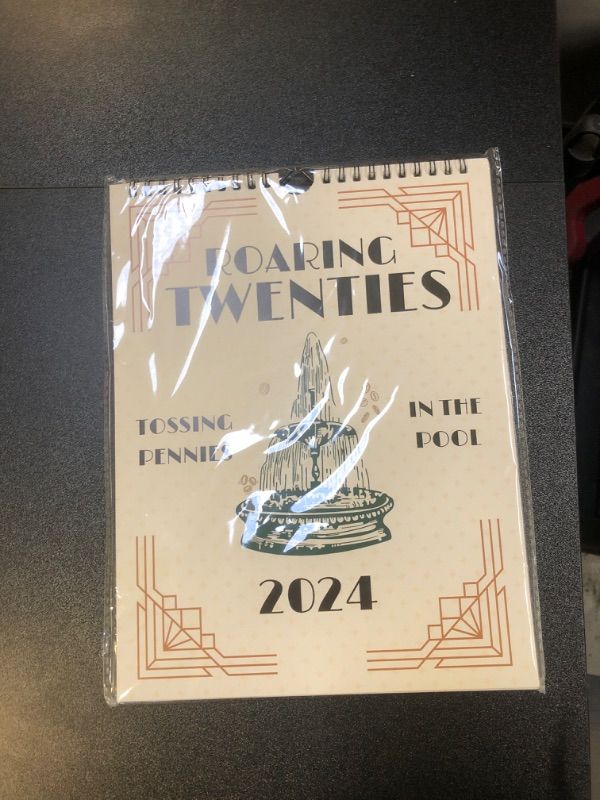 ROARING
TWENTIES
TOSSING
PENNIES
IN THE
POOL
2024